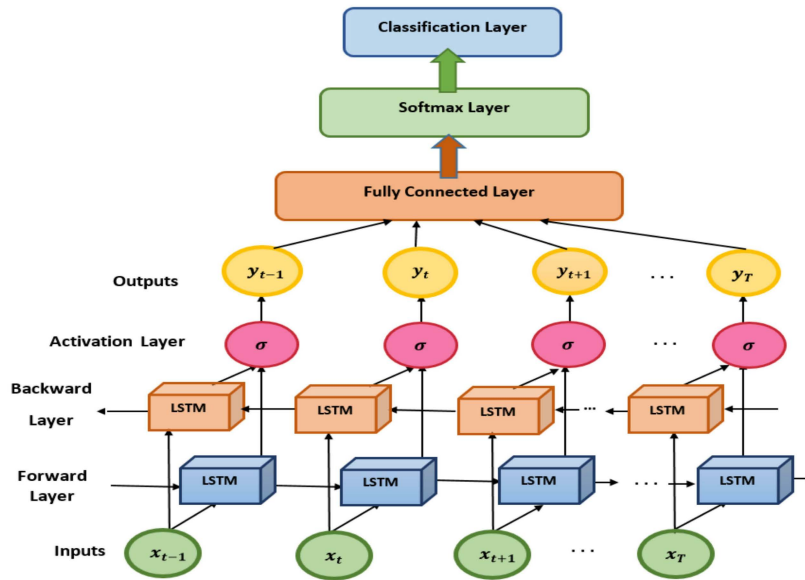 Classification Layer
Softmax Layer
Fully Connected Layer
Outputs y_{t-1} y_t y_{t+1} . . . y_T
Activation Layer σ σ σ . . . σ
Backward
Layer
LSTM LSTM LSTM ... LSTM
Forward
Layer
LSTM LSTM LSTM . . . LSTM
Inputs x_{t-1} x_t x_{t+1} . . . x_T